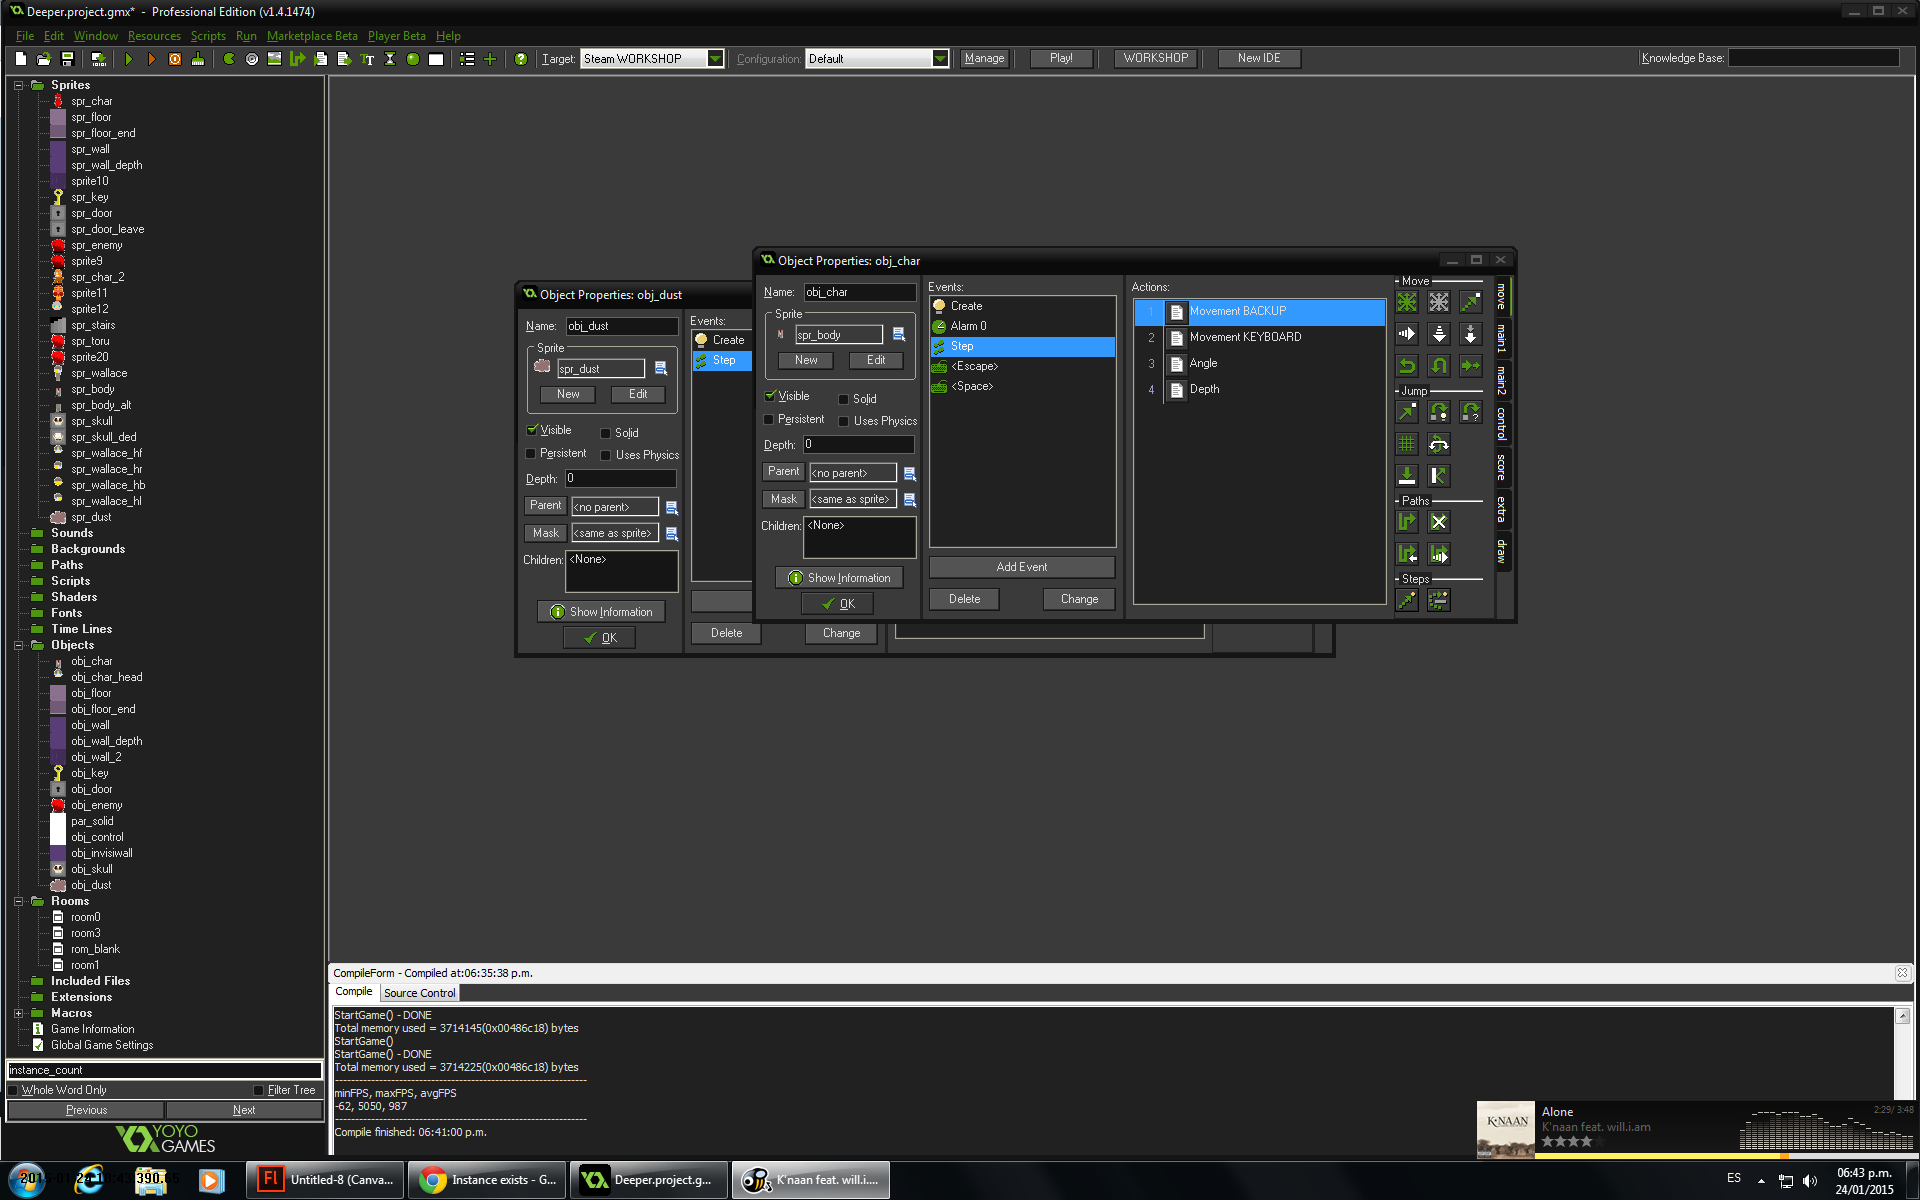 Deeper.project.gmx* - Professional Edition (v1.4.1474)
File Edit Window Resources Scripts Run Marketplace Beta Player Beta Help
Target: Steam WORKSHOP Configuration: Default Manage Play! WORKSHOP New IDE Knowledge Base:
Sprites
spr_char
spr_floor
spr_floor_end
spr_wall
spr_wall_depth
sprite10
spr_key
spr_door
spr_door_leave
spr_enemy
sprite9
spr_char_2
sprite11
sprite12
spr_stairs
spr_toru
sprite20
spr_wallace
spr_body
spr_body_alt
spr_skull
spr_skull_ded
spr_wallace_hf
spr_wallace_hr
spr_wallace_hb
spr_wallace_hl
spr_dust
Sounds
Backgrounds
Paths
Scripts
Shaders
Fonts
Time Lines
Objects
obj_char
obj_char_head
obj_floor
obj_floor_end
obj_wall
obj_wall_depth
obj_wall_2
obj_key
obj_door
obj_enemy
par_solid
obj_control
obj_invisiwall
obj_skull
obj_dust
Rooms
room0
room3
rom_blank
room1
Included Files
Extensions
Macros
Game Information
Global Game Settings
instance_count
Whole Word Only Filter Tree
Previous Next
YOYO
GAMES
Object Properties: obj_dust
Name: obj_dust
Sprite
spr_dust
New Edit
Visible Solid
Persistent Uses Physics
Depth: 0
Parent <no parent>
Mask <same as sprite>
Children: <None>
Show Information
OK
Events:
Create
Step
Delete Change
Object Properties: obj_char
Name: obj_char
Sprite
spr_body
New Edit
Visible Solid
Persistent Uses Physics
Depth: 0
Parent <no parent>
Mask <same as sprite>
Children: <None>
Show Information
OK
Events:
Create
Alarm 0
Step
<Escape>
<Space>
Add Event
Delete Change
Actions:
1 Movement BACKUP
2 Movement KEYBOARD
3 Angle
4 Depth
Move
Jump
Paths
Steps
move
main1
main2
control
score
extra
draw
CompileForm - Compiled at:06:35:38 p.m.
Compile Source Control
StartGame() - DONE
Total memory used = 3714145(0x00486c18) bytes
StartGame()
StartGame() - DONE
Total memory used = 3714225(0x00486c18) bytes
minFPS, maxFPS, avgFPS
-62, 5050, 987
Compile finished: 06:41:00 p.m.
K'NAAN
Alone
K'naan feat. will.i.am
2:29/ 3:48
Untitled-8 (Canva...
Instance exists - G...
Deeper.project.g...
K'naan feat. will.i....
ES
06:43 p.m.
24/01/2015